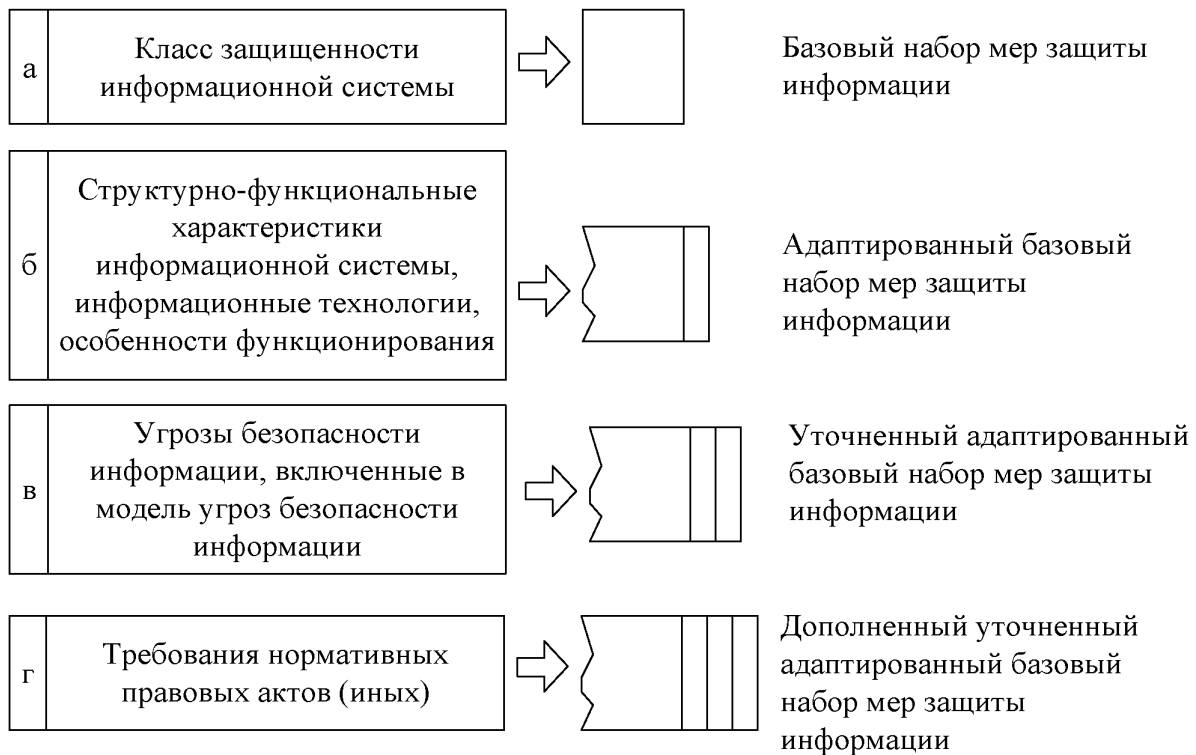 а
Класс защищенности
информационной системы
Базовый набор мер защиты
информации
б
Структурно-функциональные
характеристики
информационной системы,
информационные технологии,
особенности функционирования
Адаптированный базовый
набор мер защиты
информации
в
Угрозы безопасности
информации, включенные в
модель угроз безопасности
информации
Уточненный адаптированный
базовый набор мер защиты
информации
г
Требования нормативных
правовых актов (иных)
Дополненный уточненный
адаптированный базовый
набор мер защиты
информации